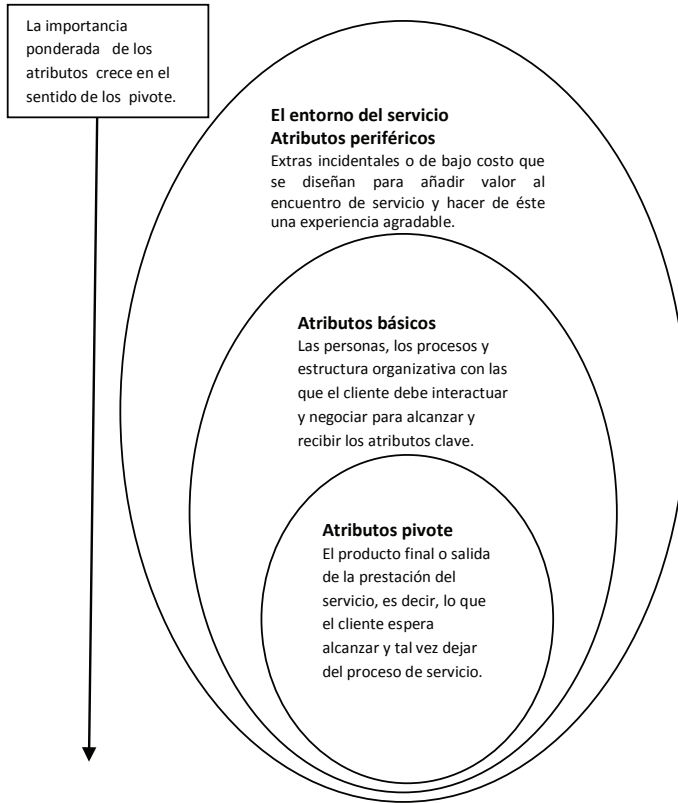 La importancia
ponderada de los
atributos crece en el
sentido de los pivote.
El entorno del servicio
Atributos periféricos
Extras incidentales o de bajo costo que
se diseñan para añadir valor al
encuentro de servicio y hacer de éste
una experiencia agradable.
Atributos básicos
Las personas, los procesos y
estructura organizativa con las
que el cliente debe interactuar
y negociar para alcanzar y
recibir los atributos clave.
Atributos pivote
El producto final o salida
de la prestación del
servicio, es decir, lo que
el cliente espera
alcanzar y tal vez dejar
del proceso de servicio.